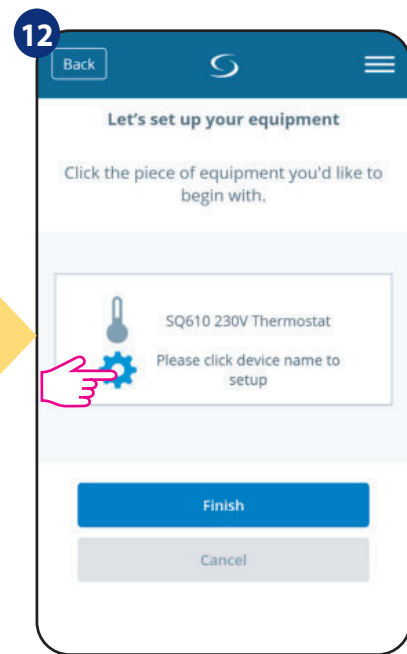 12
Back
Let's set up your equipment
Click the piece of equipment you'd like to
begin with.
SQ610 230V Thermostat
Please click device name to
setup
Finish
Cancel